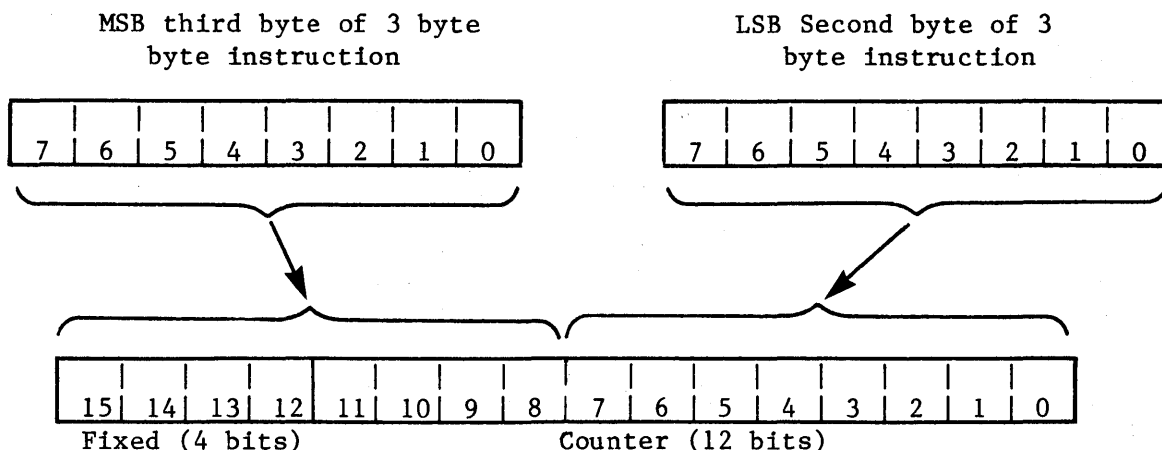 MSB third byte of 3 byte
byte instruction
LSB Second byte of 3
byte instruction
7 6 5 4 3 2 1 0
7 6 5 4 3 2 1 0
15 14 13 12 11 10 9 8 7 6 5 4 3 2 1 0
Fixed (4 bits)
Counter (12 bits)